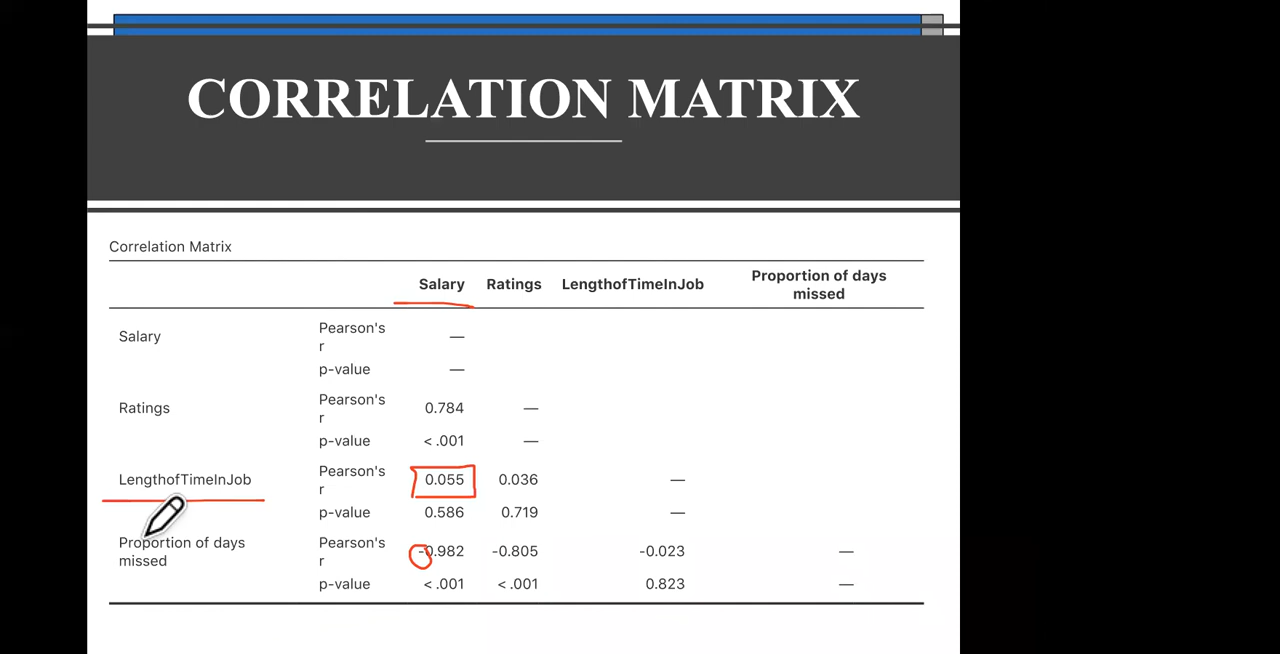 CORRELATION MATRIX
Correlation Matrix
Salary Ratings LengthofTimeInJob Proportion of days missed
Salary Pearson's r —
p-value —
Ratings Pearson's r 0.784 —
p-value < .001 —
LengthofTimeInJob Pearson's r 0.055 0.036 —
p-value 0.586 0.719 —
Proportion of days missed Pearson's r -0.982 -0.805 -0.023 —
p-value < .001 < .001 0.823 —